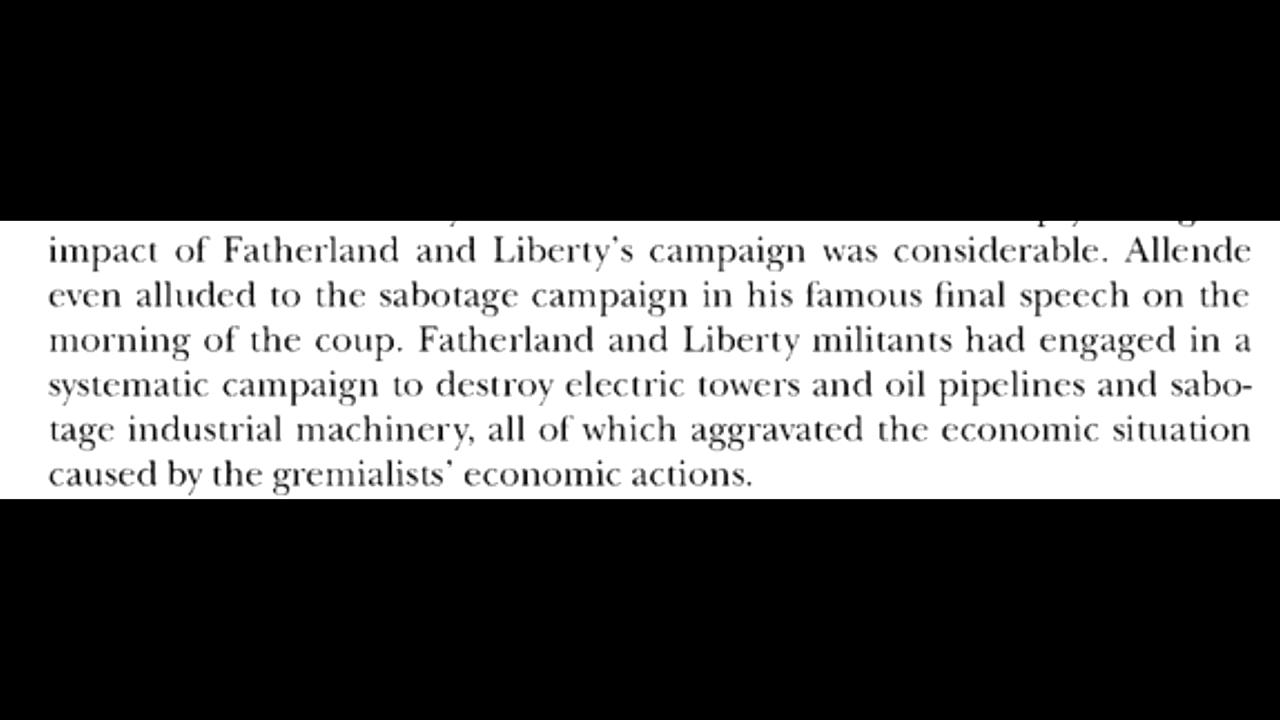 impact of Fatherland and Liberty's campaign was considerable. Allende
even alluded to the sabotage campaign in his famous final speech on the
morning of the coup. Fatherland and Liberty militants had engaged in a
systematic campaign to destroy electric towers and oil pipelines and sabo-
tage industrial machinery, all of which aggravated the economic situation
caused by the gremialists' economic actions.